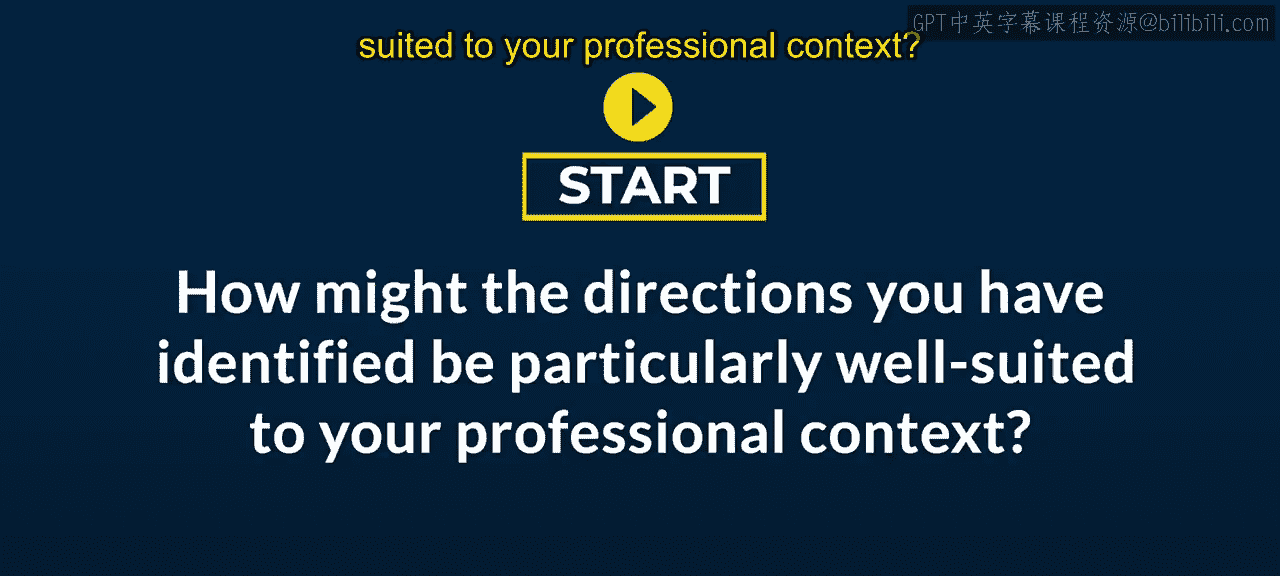 GPT中英字幕课程资源@bilibili.com
suited to your professional context?
START
How might the directions you have
identified be particularly well-suited
to your professional context?